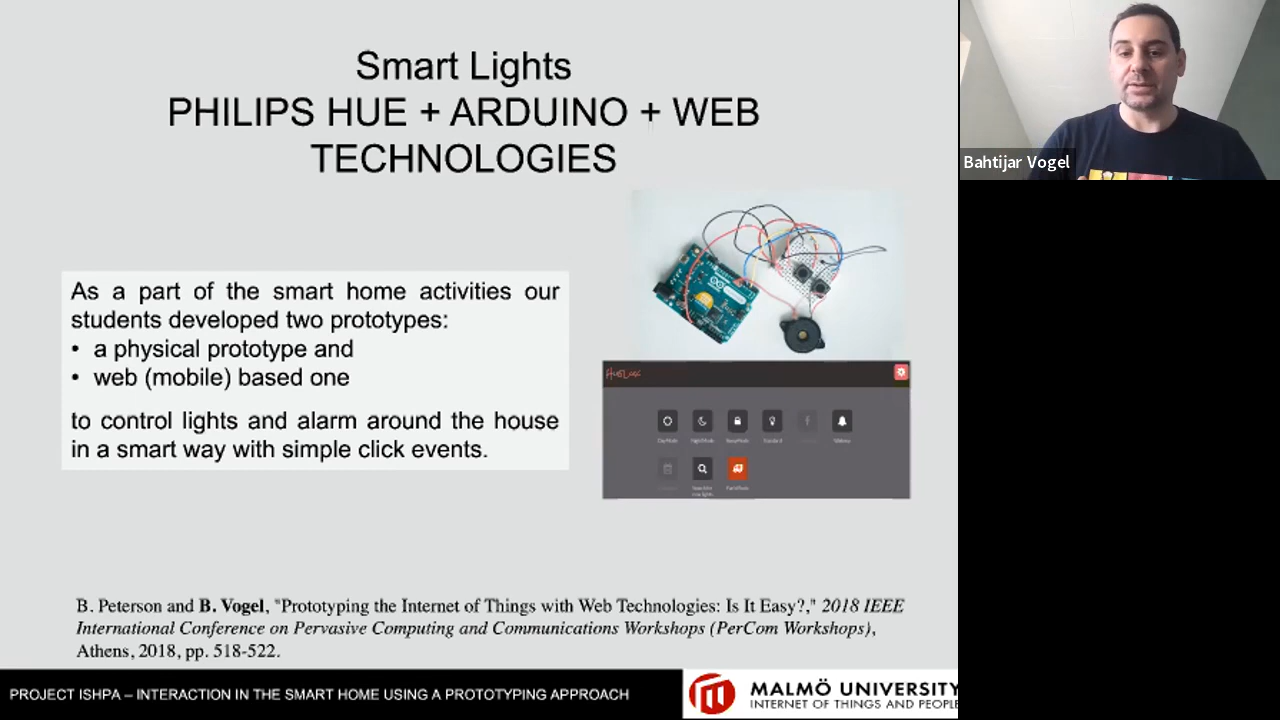 Smart Lights
PHILIPS HUE + ARDUINO + WEB
TECHNOLOGIES
As a part of the smart home activities our
students developed two prototypes:
• a physical prototype and
• web (mobile) based one
to control lights and alarm around the house
in a smart way with simple click events.
B. Peterson and B. Vogel, "Prototyping the Internet of Things with Web Technologies: Is It Easy?," 2018 IEEE
International Conference on Pervasive Computing and Communications Workshops (PerCom Workshops),
Athens, 2018, pp. 518-522.
PROJECT ISHPA – INTERACTION IN THE SMART HOME USING A PROTOTYPING APPROACH
MALMÖ UNIVERSITY
INTERNET OF THINGS AND PEOPLE
Bahtijar Vogel